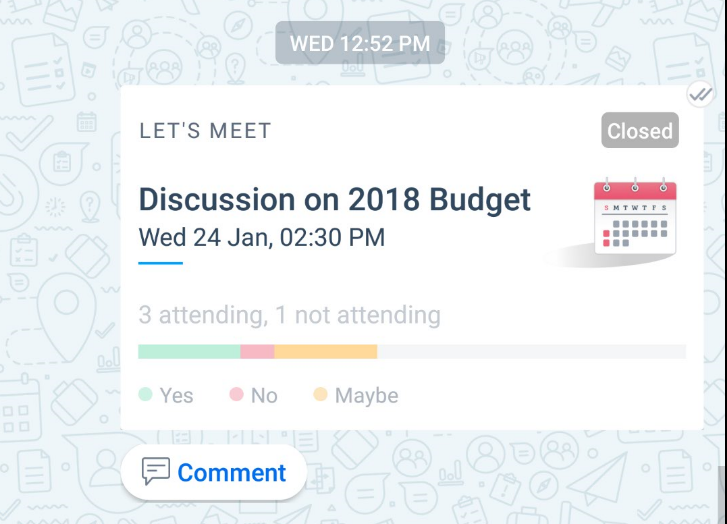 WED 12:52 PM
LET'S MEET
Closed
Discussion on 2018 Budget
Wed 24 Jan, 02:30 PM
S M T W T F S
3 attending, 1 not attending
Yes
No
Maybe
Comment